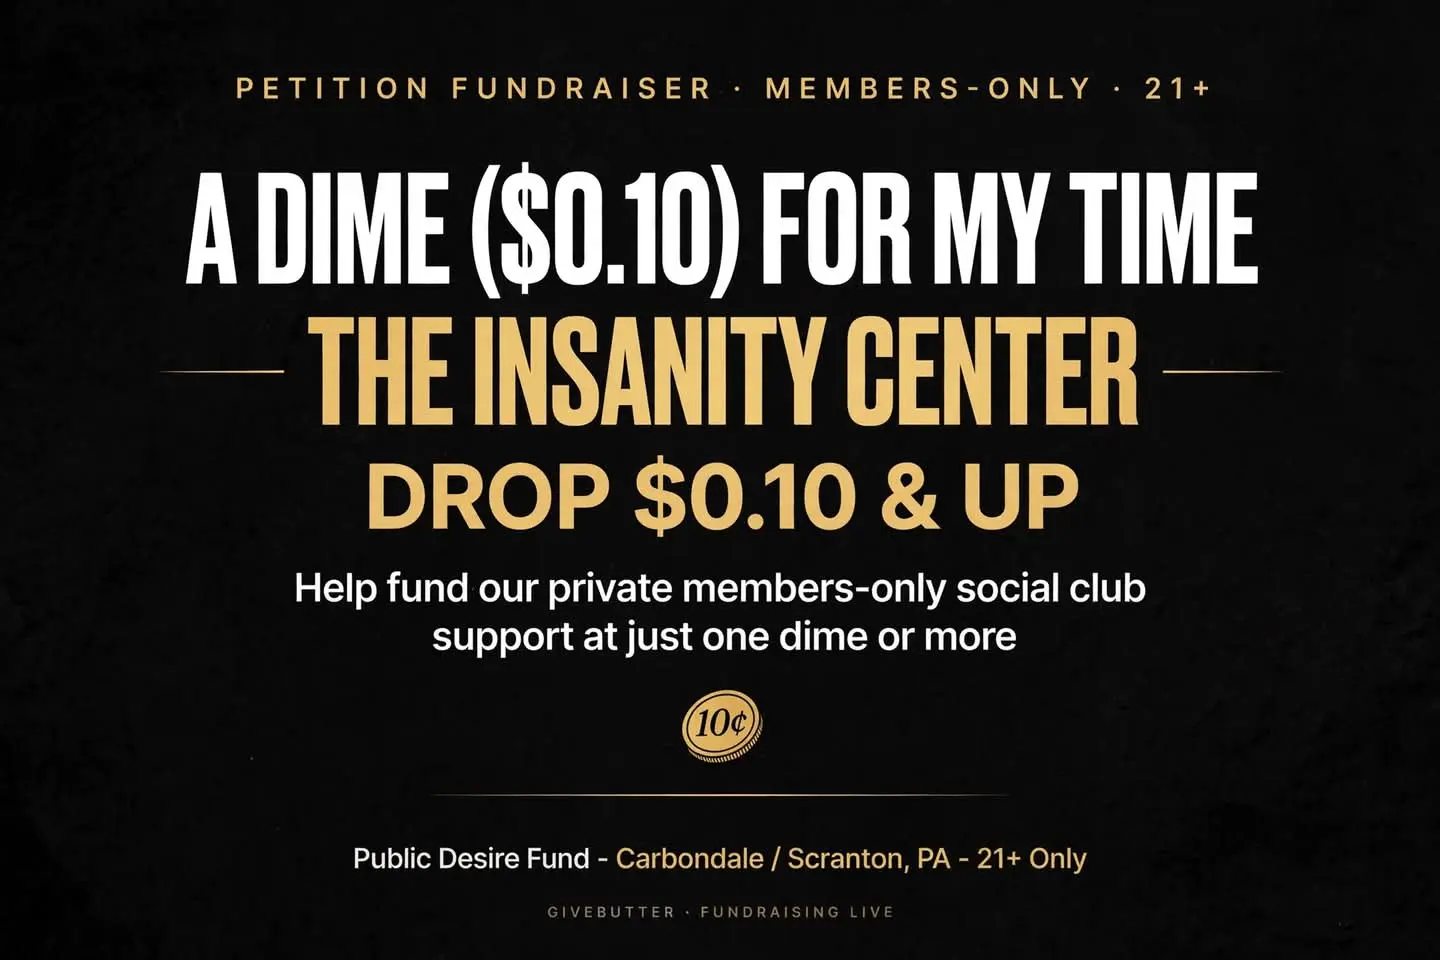 PETITION FUNDRAISER · MEMBERS-ONLY · 21+
A DIME ($0.10) FOR MY TIME
THE INSANITY CENTER
DROP $0.10 & UP
Help fund our private members-only social club
support at just one dime or more
10¢
Public Desire Fund - Carbondale / Scranton, PA - 21+ Only
GIVEBUTTER · FUNDRAISING LIVE